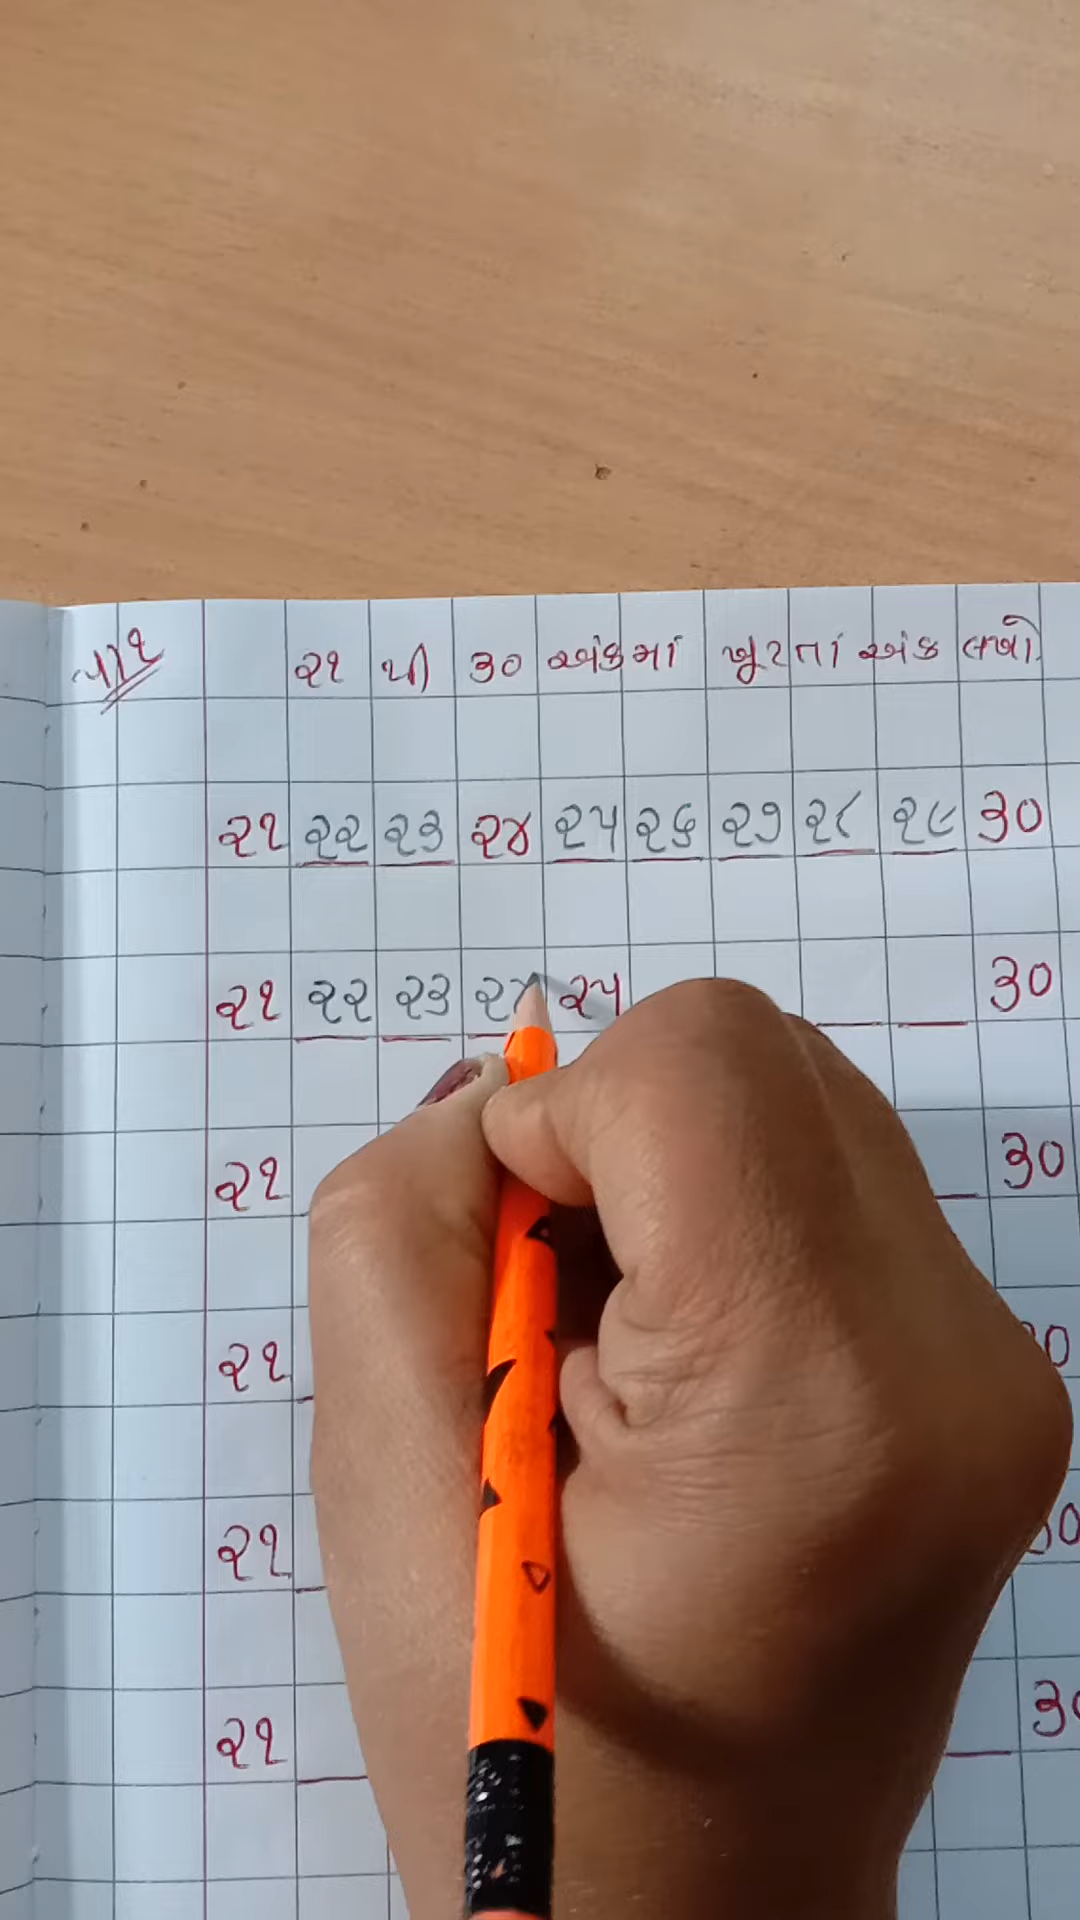 ૨૧ થી ૩૦ અંકમાં ખૂટતાં અંક લખો.
૨૧ ૨૨ ૨૩ ૨૪ ૨૫ ૨૬ ૨૭ ૨૮ ૨૯ ૩૦
૨૧ ૨૨ ૨૩ ૨૪ ૨૫ ૩૦
૨૧ ૩૦
૨૧
૨૧
૨૧